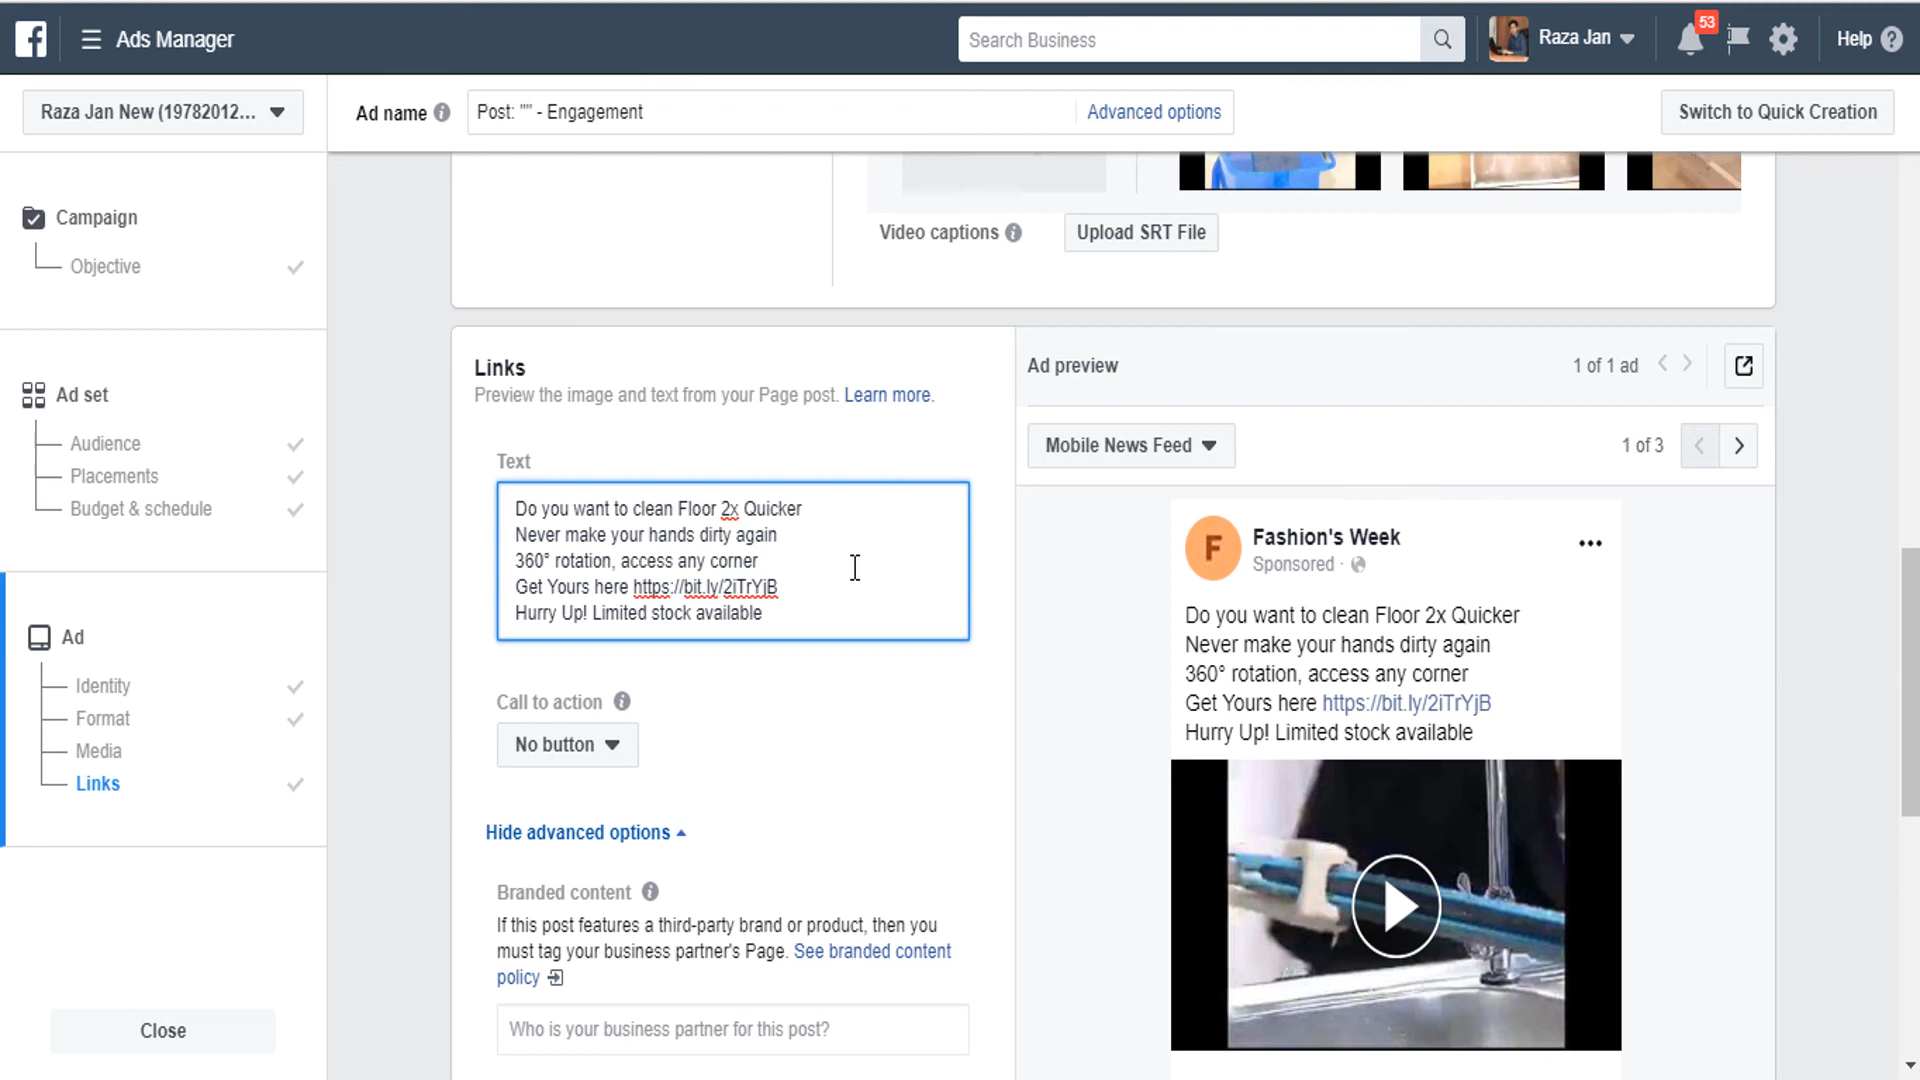 Ads Manager
Search Business
Raza Jan
53
Help
Raza Jan New (19782012...
Ad name
Post: "" - Engagement
Advanced options
Switch to Quick Creation
Campaign
Objective
Ad set
Audience
Placements
Budget & schedule
Ad
Identity
Format
Media
Links
Close
Video captions
Upload SRT File
Links
Preview the image and text from your Page post. Learn more.
Text
Do you want to clean Floor 2x Quicker
Never make your hands dirty again
360° rotation, access any corner
Get Yours here https://bit.ly/2iTrYjB
Hurry Up! Limited stock available
Call to action
No button
Hide advanced options
Branded content
If this post features a third-party brand or product, then you
must tag your business partner's Page. See branded content
policy
Who is your business partner for this post?
Ad preview
1 of 1 ad
Mobile News Feed
1 of 3
F
Fashion's Week
Sponsored ·
Do you want to clean Floor 2x Quicker
Never make your hands dirty again
360° rotation, access any corner
Get Yours here https://bit.ly/2iTrYjB
Hurry Up! Limited stock available